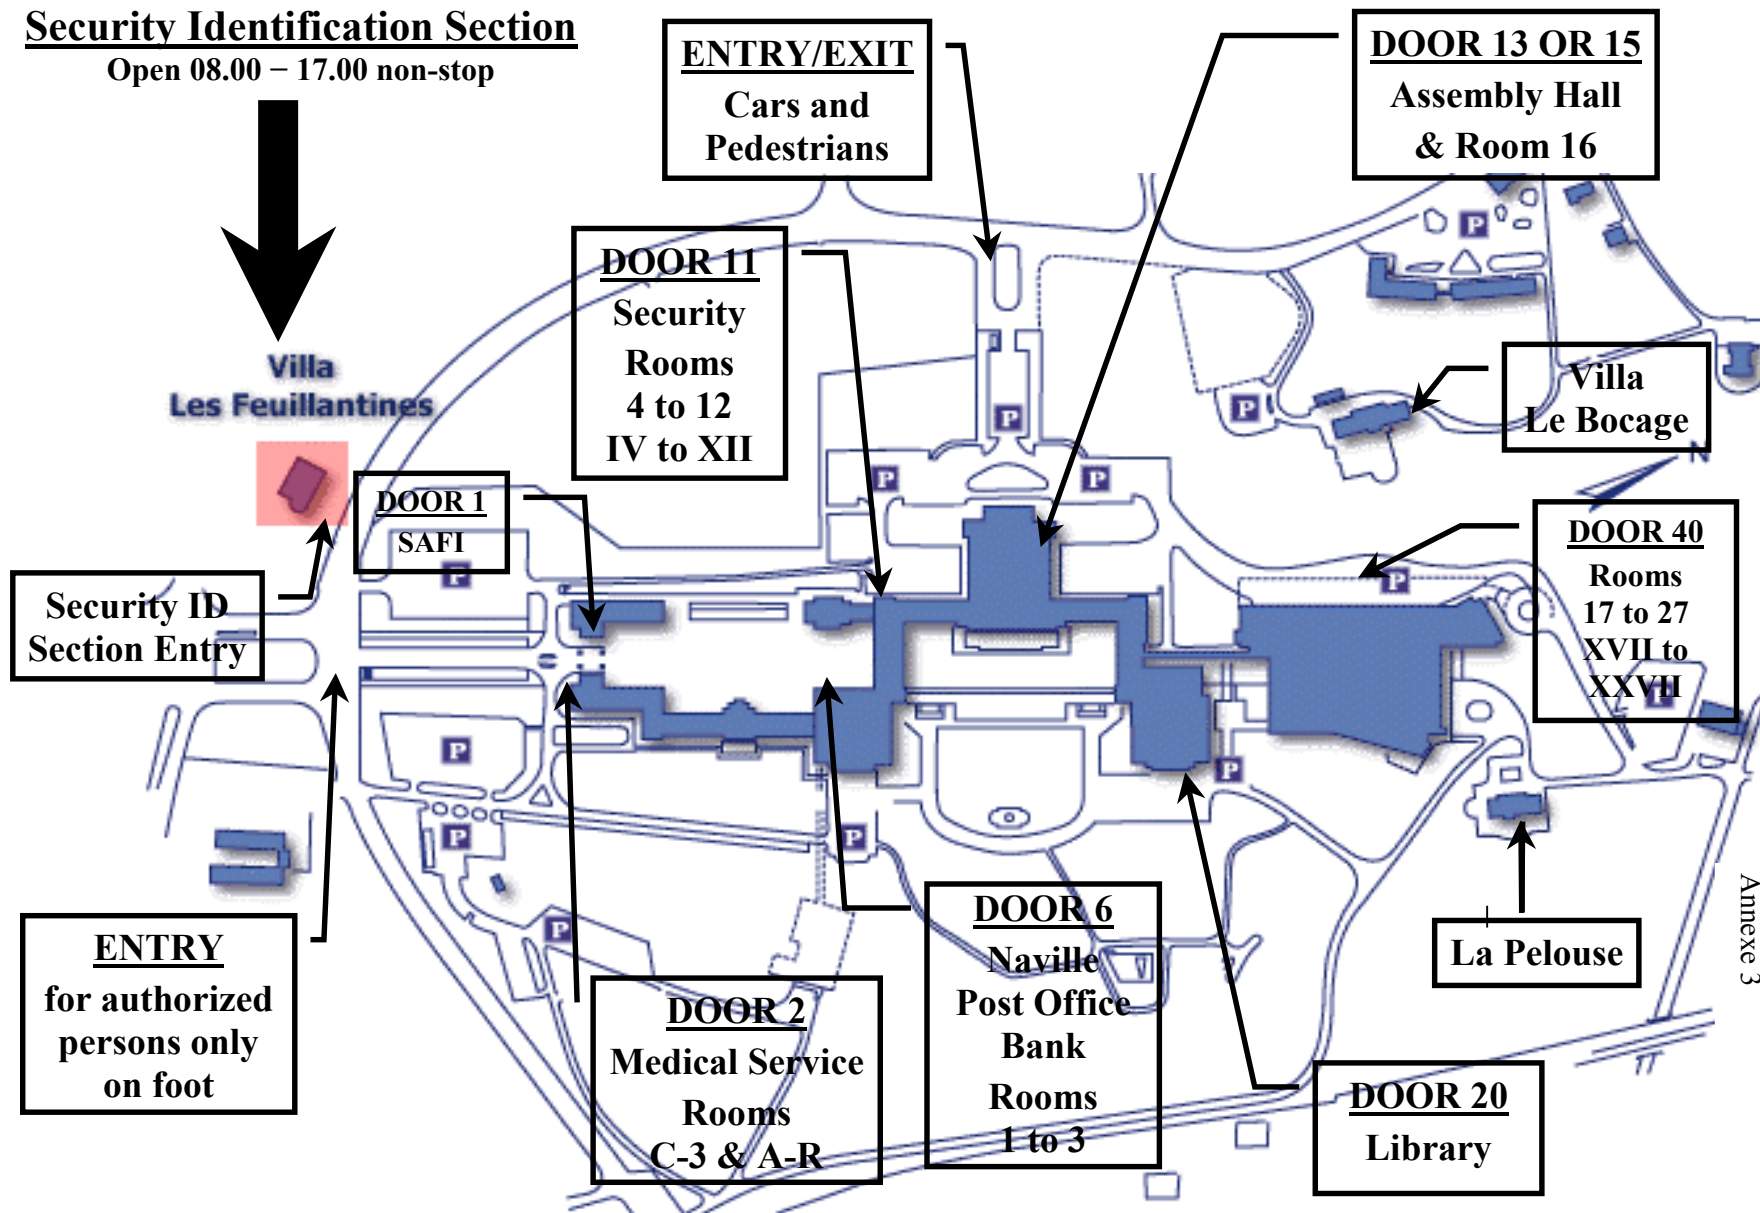 Security Identification Section
Open 08.00 – 17.00 non-stop
ENTRY/EXIT
Cars and
Pedestrians
DOOR 13 OR 15
Assembly Hall
& Room 16
DOOR 11
Security
Rooms
4 to 12
IV to XII
Villa
Les Feuillantines
Villa
Le Bocage
N
DOOR 1
SAFI
DOOR 40
Rooms
17 to 27
XVII to
XXVII
Security ID
Section Entry
P
P
P
P
P
P
P
P
P
P
P
P
P
P
ENTRY
for authorized
persons only
on foot
DOOR 2
Medical Service
Rooms
C-3 & A-R
DOOR 6
Naville
Post Office
Bank
Rooms
1 to 3
La Pelouse
DOOR 20
Library
Annexe 3